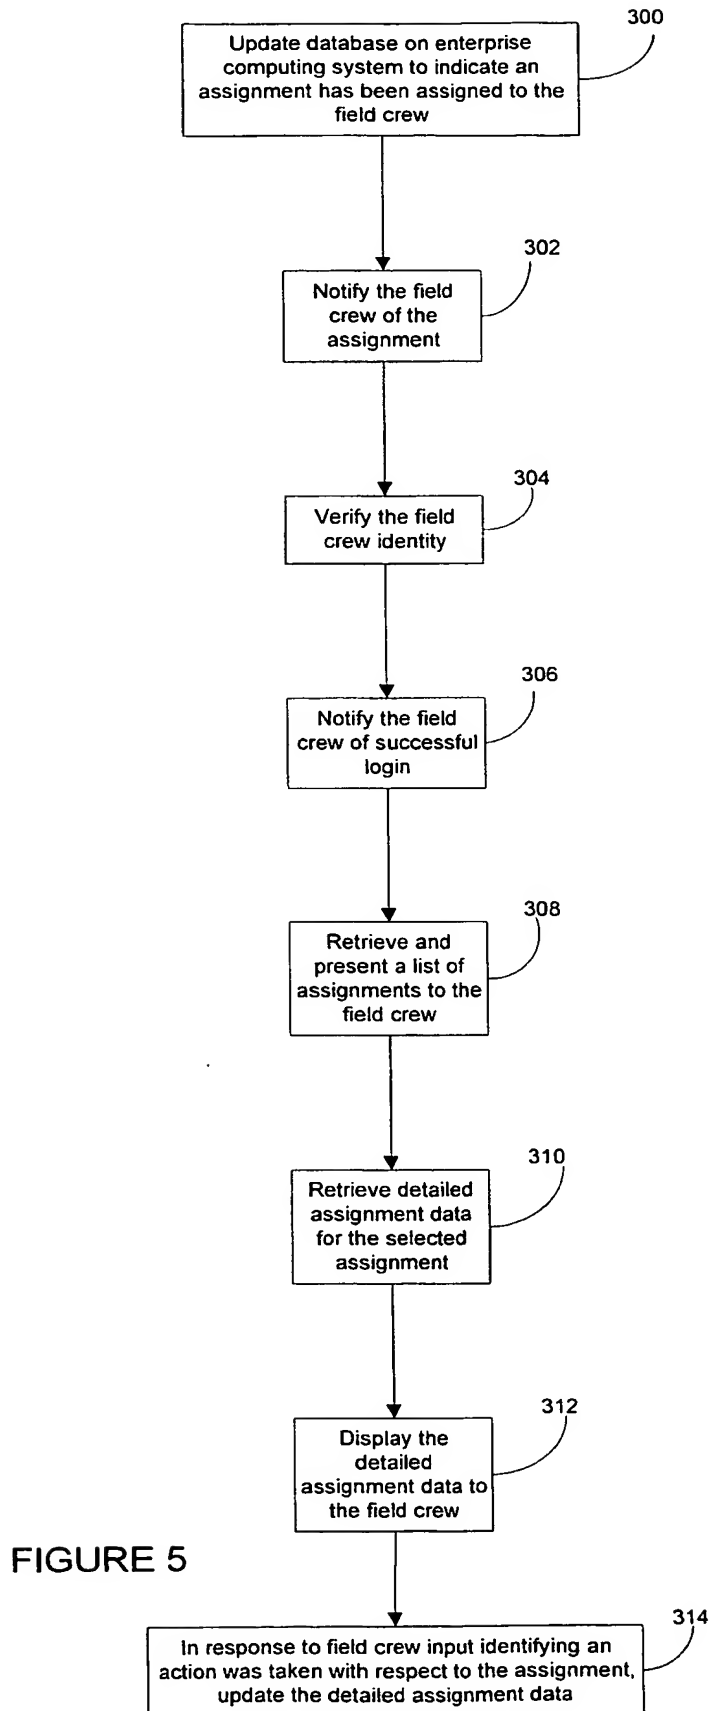 300
Update database on enterprise
computing system to indicate an
assignment has been assigned to the
field crew
302
Notify the field
crew of the
assignment
304
Verify the field
crew identity
306
Notify the field
crew of successful
login
308
Retrieve and
present a list of
assignments to the
field crew
310
Retrieve detailed
assignment data
for the selected
assignment
312
Display the
detailed
assignment data to
the field crew
FIGURE 5
314
In response to field crew input identifying an
action was taken with respect to the assignment,
update the detailed assignment data